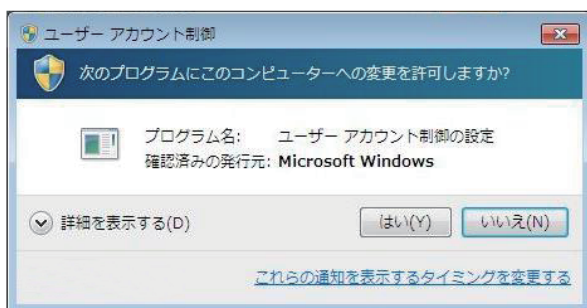 ユーザー アカウント制御
次のプログラムにこのコンピューターへの変更を許可しますか?
プログラム名: ユーザー アカウント制御の設定
確認済みの発行元: Microsoft Windows
詳細を表示する(D)
はい(Y)
いいえ(N)
これらの通知を表示するタイミングを変更する